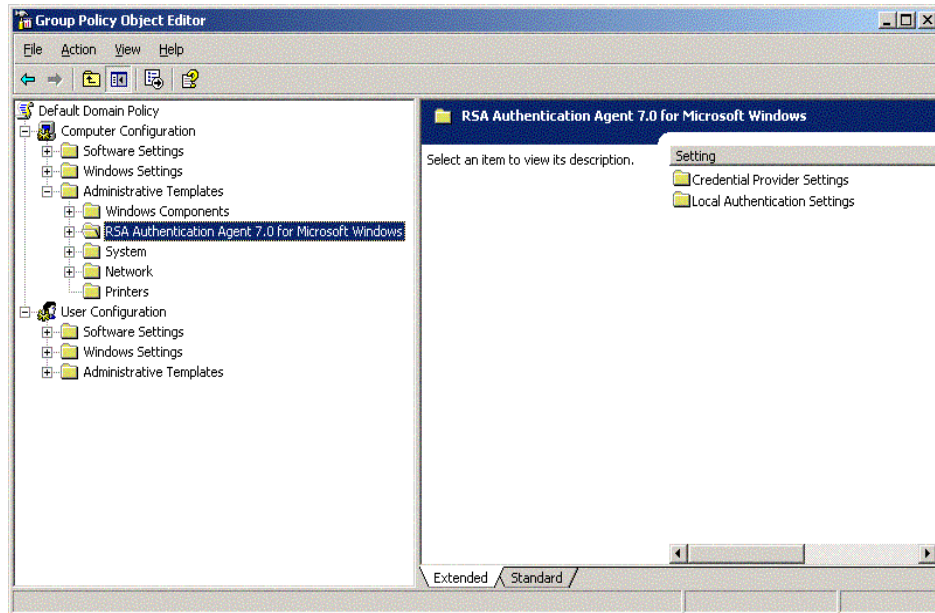 Group Policy Object Editor
File Action View Help
Default Domain Policy
Computer Configuration
Software Settings
Windows Settings
Administrative Templates
Windows Components
RSA Authentication Agent 7.0 for Microsoft Windows
System
Network
Printers
User Configuration
Software Settings
Windows Settings
Administrative Templates
RSA Authentication Agent 7.0 for Microsoft Windows
Select an item to view its description.
Setting
Credential Provider Settings
Local Authentication Settings
Extended Standard